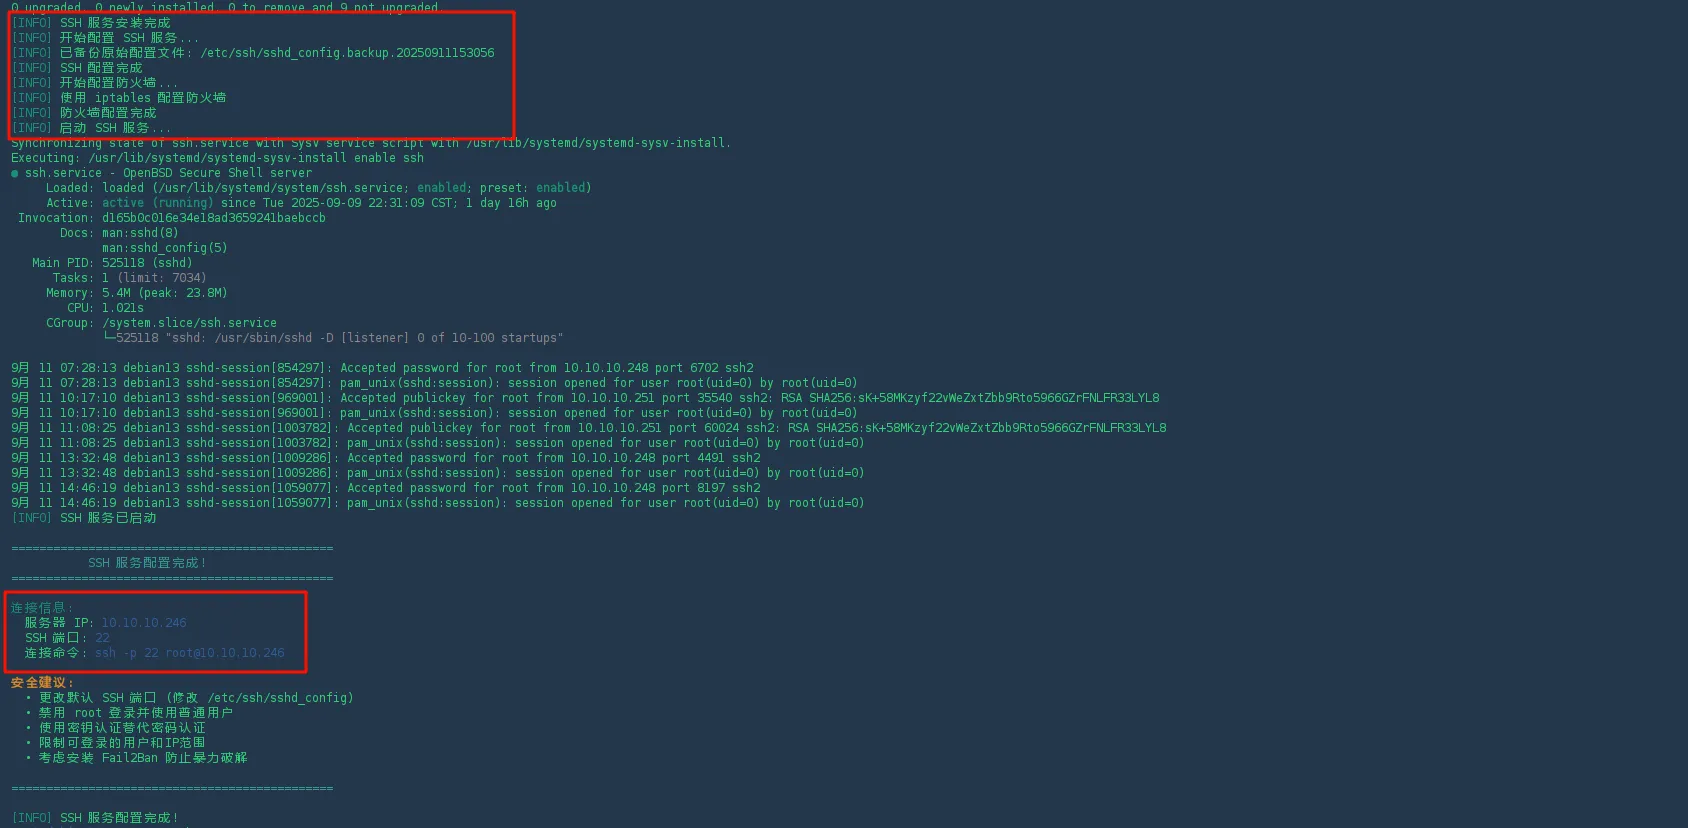 0 upgraded, 0 newly installed, 0 to remove and 9 not upgraded.
[INFO] SSH 服务安装完成
[INFO] 开始配置 SSH 服务...
[INFO] 已备份原始配置文件: /etc/ssh/sshd_config.backup.20250911153056
[INFO] SSH 配置完成
[INFO] 开始配置防火墙...
[INFO] 使用 iptables 配置防火墙
[INFO] 防火墙配置完成
[INFO] 启动 SSH 服务...
Synchronizing state of ssh.service with SysV service script with /usr/lib/systemd/systemd-sysv-install.
Executing: /usr/lib/systemd/systemd-sysv-install enable ssh
● ssh.service - OpenBSD Secure Shell server
Loaded: loaded (/usr/lib/systemd/system/ssh.service; enabled; preset: enabled)
Active: active (running) since Tue 2025-09-09 22:31:09 CST; 1 day 16h ago
Invocation: d165b0c016e34e18ad3659241baebccb
Docs: man:sshd(8)
man:sshd_config(5)
Main PID: 525118 (sshd)
Tasks: 1 (limit: 7034)
Memory: 5.4M (peak: 23.8M)
CPU: 1.021s
CGroup: /system.slice/ssh.service
└─525118 "sshd: /usr/sbin/sshd -D [listener] 0 of 10-100 startups"
9月 11 07:28:13 debian13 sshd-session[854297]: Accepted password for root from 10.10.10.248 port 6702 ssh2
9月 11 07:28:13 debian13 sshd-session[854297]: pam_unix(sshd:session): session opened for user root(uid=0) by root(uid=0)
9月 11 10:17:10 debian13 sshd-session[969001]: Accepted publickey for root from 10.10.10.251 port 35540 ssh2: RSA SHA256:sK+58MKzyf22vWeZxtZbb9Rto5966GZrFNLFR33LYL8
9月 11 10:17:10 debian13 sshd-session[969001]: pam_unix(sshd:session): session opened for user root(uid=0) by root(uid=0)
9月 11 11:08:25 debian13 sshd-session[1003782]: Accepted publickey for root from 10.10.10.251 port 60024 ssh2: RSA SHA256:sK+58MKzyf22vWeZxtZbb9Rto5966GZrFNLFR33LYL8
9月 11 11:08:25 debian13 sshd-session[1003782]: pam_unix(sshd:session): session opened for user root(uid=0) by root(uid=0)
9月 11 13:32:48 debian13 sshd-session[1009286]: Accepted password for root from 10.10.10.248 port 4491 ssh2
9月 11 13:32:48 debian13 sshd-session[1009286]: pam_unix(sshd:session): session opened for user root(uid=0) by root(uid=0)
9月 11 14:46:19 debian13 sshd-session[1059077]: Accepted password for root from 10.10.10.248 port 8197 ssh2
9月 11 14:46:19 debian13 sshd-session[1059077]: pam_unix(sshd:session): session opened for user root(uid=0) by root(uid=0)
[INFO] SSH 服务已启动
==============================================
SSH 服务配置完成!
==============================================
连接信息:
服务器 IP: 10.10.10.246
SSH 端口: 22
连接命令: ssh -p 22 root@10.10.10.246
安全建议:
• 更改默认 SSH 端口 (修改 /etc/ssh/sshd_config)
• 禁用 root 登录并使用普通用户
• 使用密钥认证替代密码认证
• 限制可登录的用户和IP范围
• 考虑安装 Fail2Ban 防止暴力破解
==============================================
[INFO] SSH 服务配置完成!